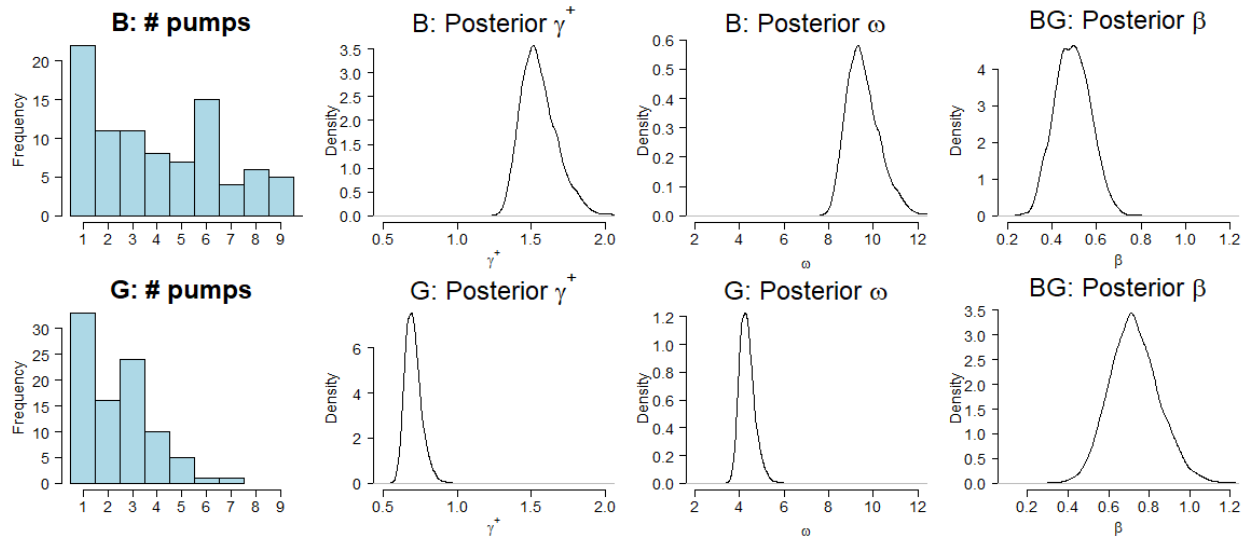 B: # pumps
Frequency
20
15
10
5
0
1 2 3 4 5 6 7 8 9
B: Posterior γ⁺
Density
3.5
3.0
2.5
2.0
1.5
1.0
0.5
0.0
0.5 1.0 1.5 2.0
γ⁺
B: Posterior ω
Density
0.6
0.5
0.4
0.3
0.2
0.1
0.0
2 4 6 8 10 12
ω
BG: Posterior β
Density
4
3
2
1
0
0.2 0.4 0.6 0.8 1.0 1.2
β
G: # pumps
Frequency
30
25
20
15
10
5
0
1 2 3 4 5 6 7 8 9
G: Posterior γ⁺
Density
6
4
2
0
0.5 1.0 1.5 2.0
γ⁺
G: Posterior ω
Density
1.2
1.0
0.8
0.6
0.4
0.2
0.0
2 4 6 8 10 12
ω
BG: Posterior β
Density
3.5
3.0
2.5
2.0
1.5
1.0
0.5
0.0
0.2 0.4 0.6 0.8 1.0 1.2
β